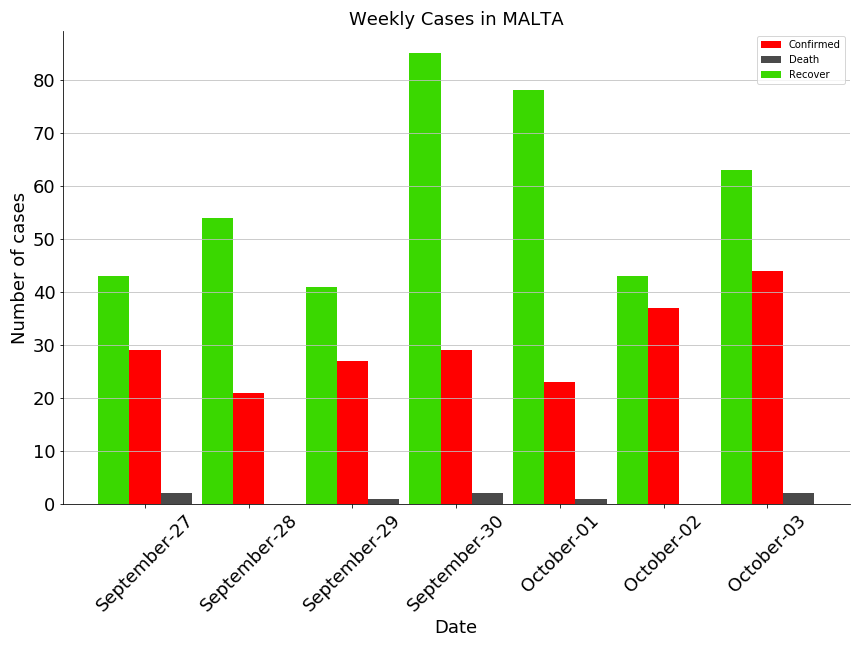 Weekly Cases in MALTA
Confirmed
Death
Recover
Number of cases
80
70
60
50
40
30
20
10
0
September-27
September-28
September-29
September-30
October-01
October-02
October-03
Date